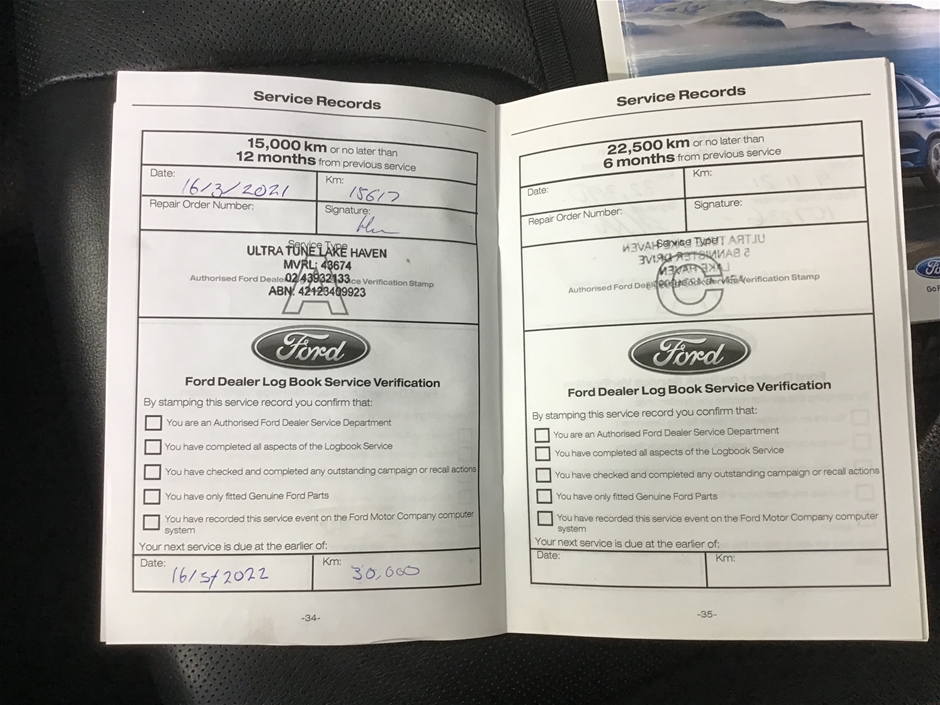 Service Records
15,000 km or no later than
12 months from previous service
Date:
16/3/2021
Km:
15617
Repair Order Number:
Signature:
Service Type
ULTRA TUNE LAKE HAVEN
MVRL: 43674
02 43932133
Authorised Ford Dealer Service Verification Stamp
ABN: 42123409923
A
Ford
Ford Dealer Log Book Service Verification
By stamping this service record you confirm that:
You are an Authorised Ford Dealer Service Department
You have completed all aspects of the Logbook Service
You have checked and completed any outstanding campaign or recall actions
You have only fitted Genuine Ford Parts
You have recorded this service event on the Ford Motor Company computer
system
Your next service is due at the earlier of:
Date:
16/5/2022
Km:
30,000
-34-
Service Records
22,500 km or no later than
6 months from previous service
Date:
Km:
Repair Order Number:
Signature:
Service Type
ULTRA TUNE LAKE HAVEN
5 BANNISTER DRIVE
LAKE HAVEN
Authorised Ford Dealer Service Verification Stamp
C
Ford
Ford Dealer Log Book Service Verification
By stamping this service record you confirm that:
You are an Authorised Ford Dealer Service Department
You have completed all aspects of the Logbook Service
You have checked and completed any outstanding campaign or recall actions
You have only fitted Genuine Ford Parts
You have recorded this service event on the Ford Motor Company computer
system
Your next service is due at the earlier of:
Date:
Km:
-35-
Ford
Go